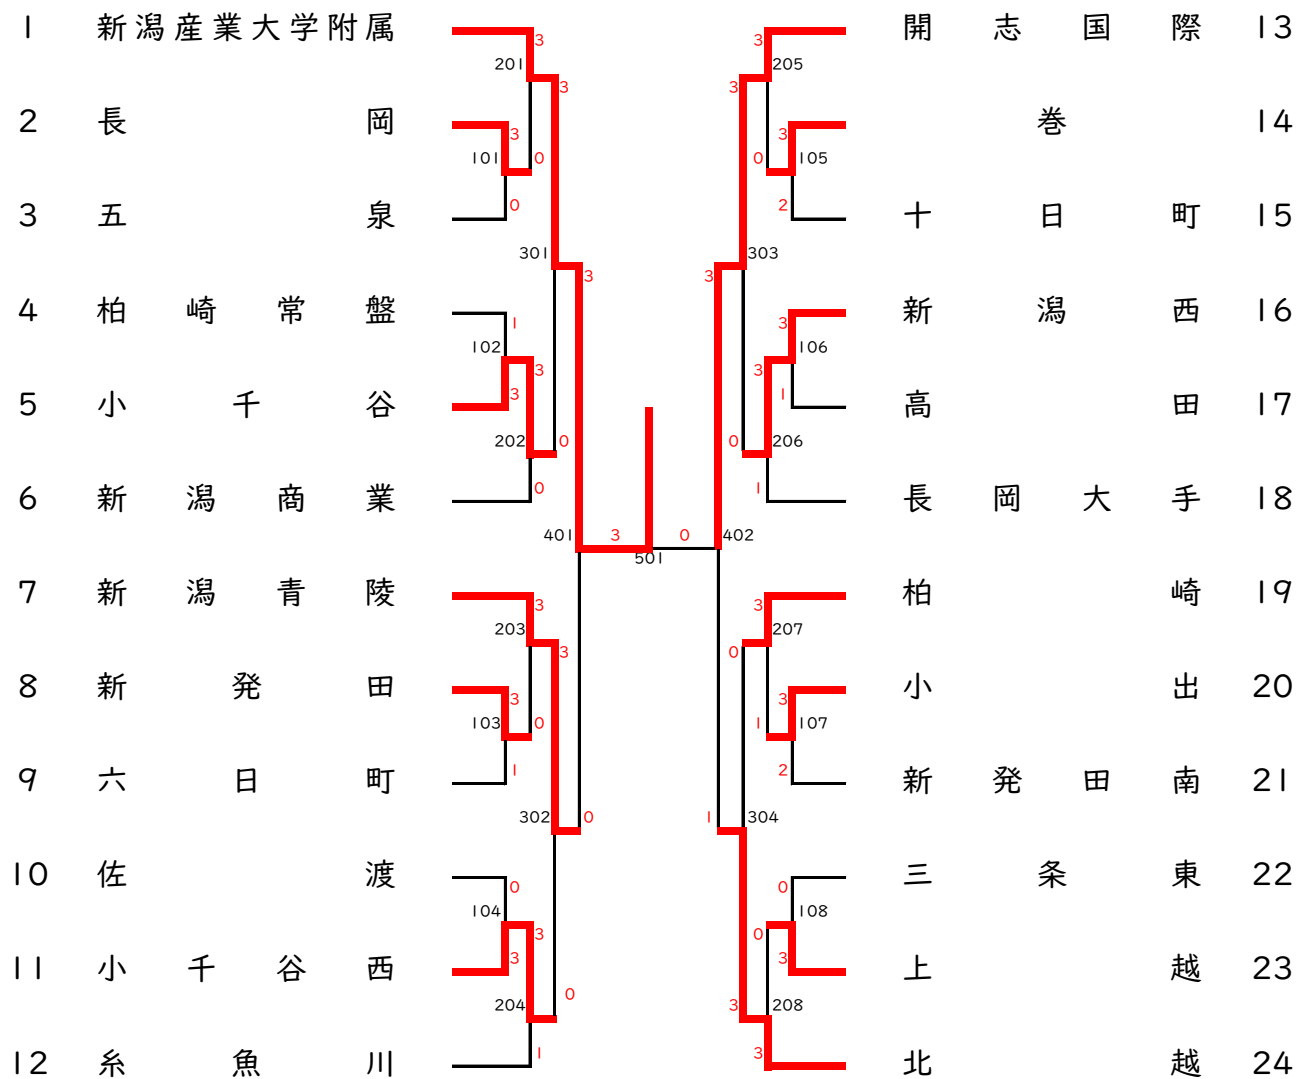 1 新潟産業大学附属
2 長岡
3 五泉
4 柏崎常盤
5 小千谷
6 新潟商業
7 新潟青陵
8 新発田
9 六日町
10 佐渡
11 小千谷西
12 糸魚川
3
201
3
3
101
0
0
301
3
1
102
3
3
202
0
0
401
3
0
402
501
3
203
3
3
103
0
1
302
0
0
104
3
3
0
204
1
3
205
3
3
0
105
2
303
3
3
106
3
1
0
206
1
3
207
0
3
1
107
2
1
304
0
108
0
3
3
208
3
開志国際 13
巻 14
十日町 15
新潟西 16
高田 17
長岡大手 18
柏崎 19
小出 20
新発田南 21
三条東 22
上越 23
北越 24